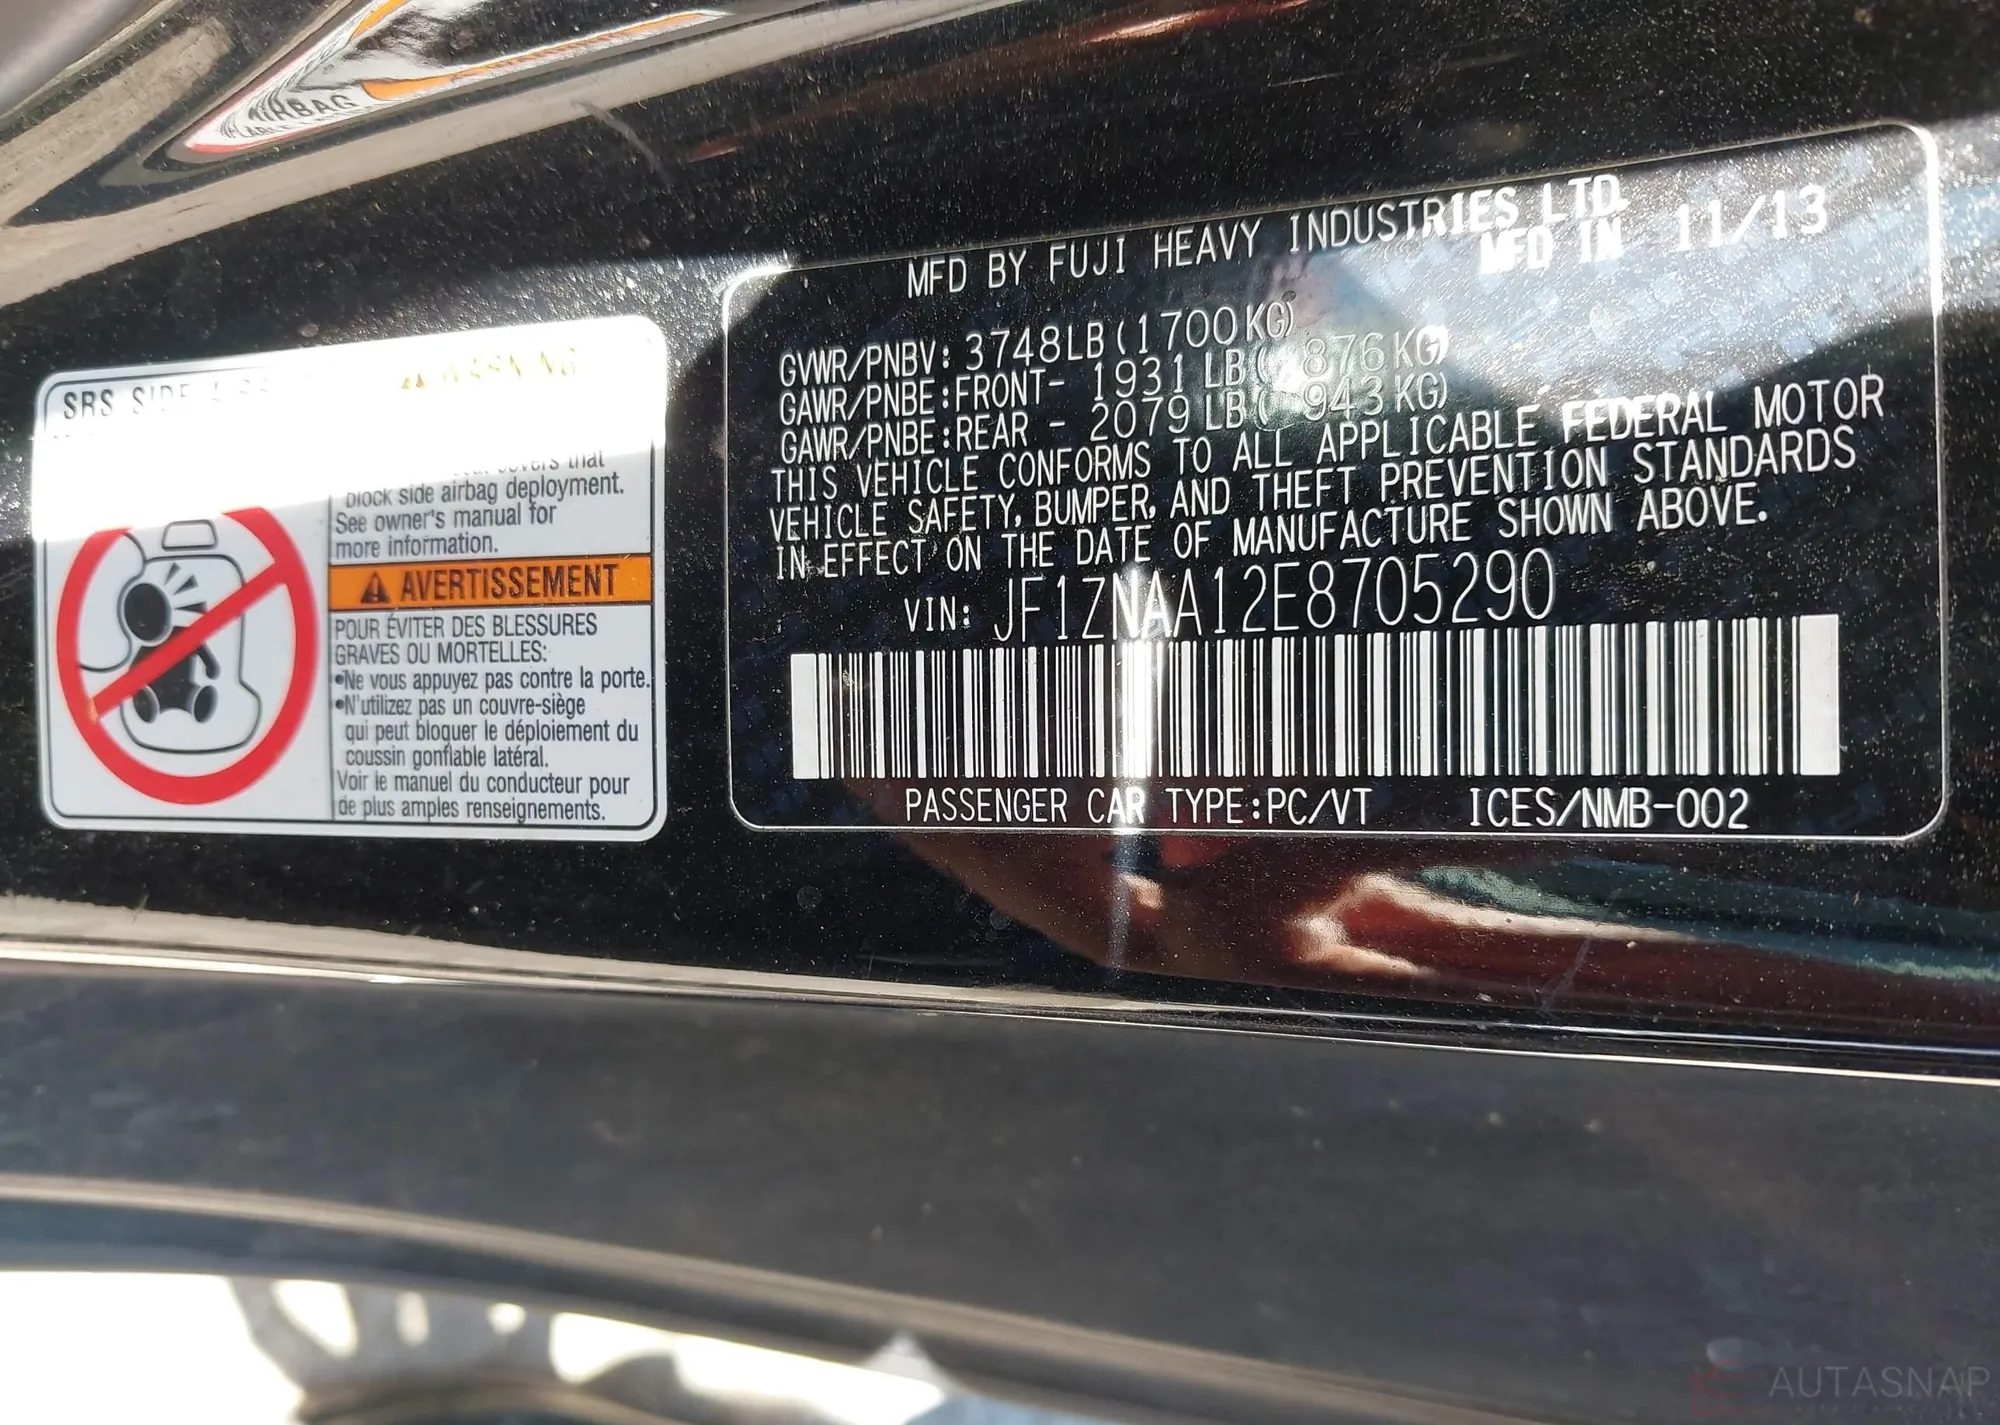 AIRBAG
SRS SIDE
block side airbag deployment.
See owner's manual for
more information.
AVERTISSEMENT
POUR ÉVITER DES BLESSURES
GRAVES OU MORTELLES:
•Ne vous appuyez pas contre la porte.
•N'utilizez pas un couvre-siège
qui peut bloquer le déploiement du
coussin gonflable latéral.
Voir le manuel du conducteur pour
de plus amples renseignements.
MFD BY FUJI HEAVY INDUSTRIES LTD.
MFD IN 11/13
GVWR/PNBV: 3748LB(1700KG)
GAWR/PNBE:FRONT- 1931 LB( 876KG)
GAWR/PNBE:REAR - 2079 LB( 943KG)
THIS VEHICLE CONFORMS TO ALL APPLICABLE FEDERAL MOTOR
VEHICLE SAFETY, BUMPER, AND THEFT PREVENTION STANDARDS
IN EFFECT ON THE DATE OF MANUFACTURE SHOWN ABOVE.
VIN: JF1ZNAA12E8705290
PASSENGER CAR TYPE:PC/VT ICES/NMB-002
AUTASNAP